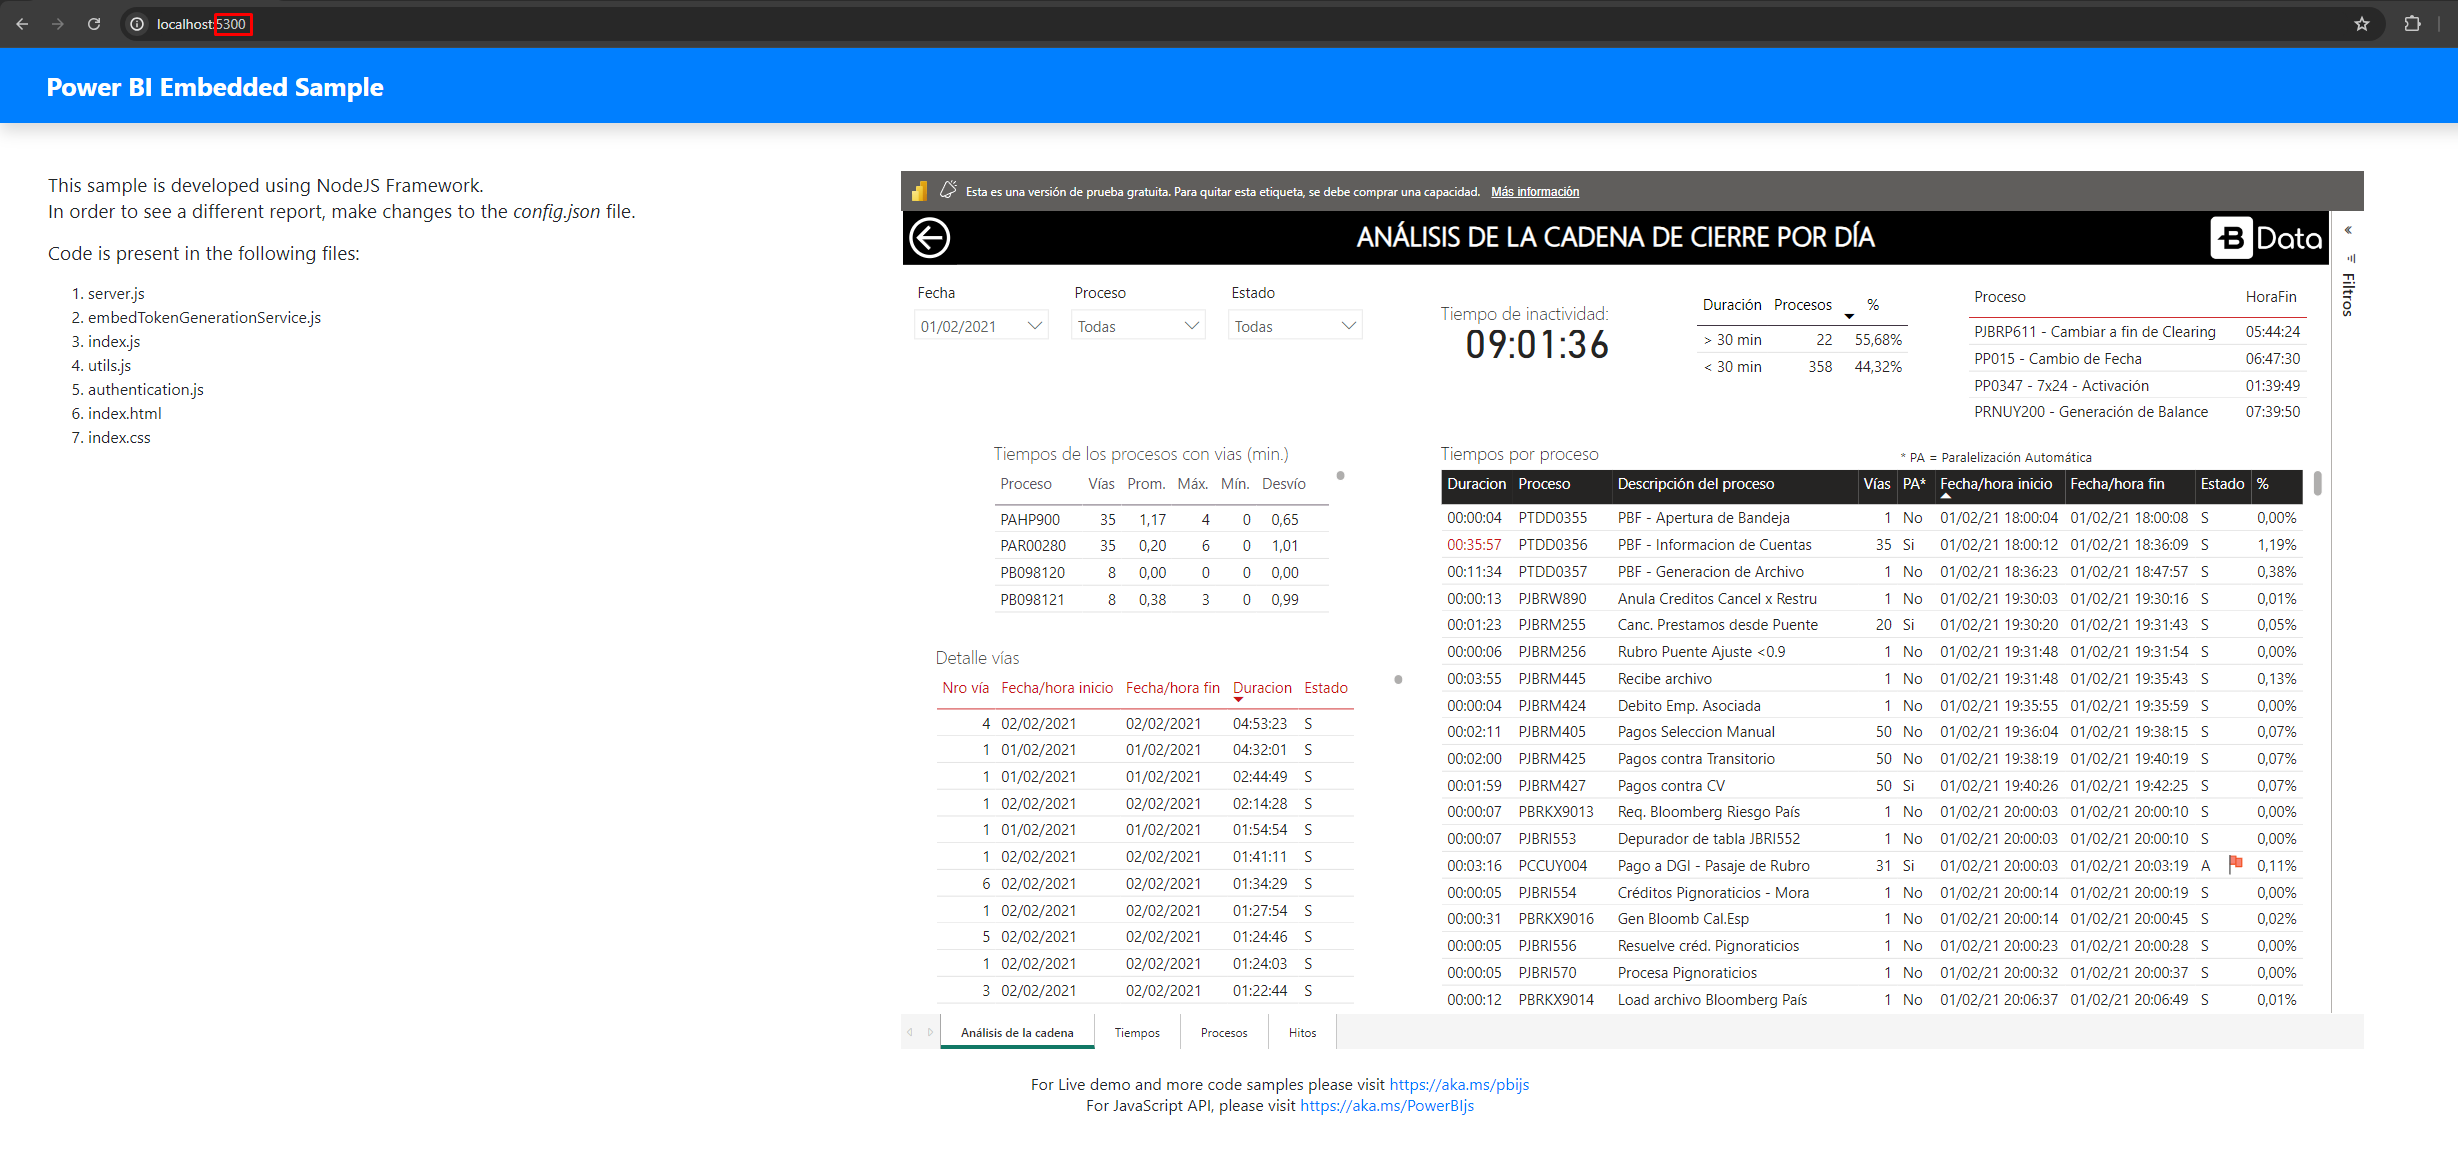 localhost:5300
Power BI Embedded Sample
This sample is developed using NodeJS Framework.
In order to see a different report, make changes to the config.json file.
Code is present in the following files:
1. server.js
2. embedTokenGenerationService.js
3. index.js
4. utils.js
5. authentication.js
6. index.html
7. index.css
Esta es una versión de prueba gratuita. Para quitar esta etiqueta, se debe comprar una capacidad. Más información
ANÁLISIS DE LA CADENA DE CIERRE POR DÍA
B Data
Filtros
Fecha Proceso Estado
01/02/2021 Todas Todas
Tiempo de inactividad:
09:01:36
Duración Procesos %
> 30 min 22 55,68%
< 30 min 358 44,32%
Proceso HoraFin
PJBRP611 - Cambiar a fin de Clearing 05:44:24
PP015 - Cambio de Fecha 06:47:30
PP0347 - 7x24 - Activación 01:39:49
PRNUY200 - Generación de Balance 07:39:50
Tiempos de los procesos con vias (min.)
Proceso Vías Prom. Máx. Mín. Desvío
PAHP900 35 1,17 4 0 0,65
PAR00280 35 0,20 6 0 1,01
PB098120 8 0,00 0 0 0,00
PB098121 8 0,38 3 0 0,99
Detalle vías
Nro vía Fecha/hora inicio Fecha/hora fin Duracion Estado
4 02/02/2021 02/02/2021 04:53:23 S
1 01/02/2021 01/02/2021 04:32:01 S
1 01/02/2021 01/02/2021 02:44:49 S
1 02/02/2021 02/02/2021 02:14:28 S
1 01/02/2021 01/02/2021 01:54:54 S
1 02/02/2021 02/02/2021 01:41:11 S
6 02/02/2021 02/02/2021 01:34:29 S
1 02/02/2021 02/02/2021 01:27:54 S
5 02/02/2021 02/02/2021 01:24:46 S
1 02/02/2021 02/02/2021 01:24:03 S
3 02/02/2021 02/02/2021 01:22:44 S
Tiempos por proceso
* PA = Paralelización Automática
Duracion Proceso Descripción del proceso Vías PA* Fecha/hora inicio Fecha/hora fin Estado %
00:00:04 PTDD0355 PBF - Apertura de Bandeja 1 No 01/02/21 18:00:04 01/02/21 18:00:08 S 0,00%
00:35:57 PTDD0356 PBF - Informacion de Cuentas 35 Si 01/02/21 18:00:12 01/02/21 18:36:09 S 1,19%
00:11:34 PTDD0357 PBF - Generacion de Archivo 1 No 01/02/21 18:36:23 01/02/21 18:47:57 S 0,38%
00:00:13 PJBRW890 Anula Creditos Cancel x Restru 1 No 01/02/21 19:30:03 01/02/21 19:30:16 S 0,01%
00:01:23 PJBRM255 Canc. Prestamos desde Puente 20 Si 01/02/21 19:30:20 01/02/21 19:31:43 S 0,05%
00:00:06 PJBRM256 Rubro Puente Ajuste <0.9 1 No 01/02/21 19:31:48 01/02/21 19:31:54 S 0,00%
00:03:55 PJBRM445 Recibe archivo 1 No 01/02/21 19:31:48 01/02/21 19:35:43 S 0,13%
00:00:04 PJBRM424 Debito Emp. Asociada 1 No 01/02/21 19:35:55 01/02/21 19:35:59 S 0,00%
00:02:11 PJBRM405 Pagos Seleccion Manual 50 No 01/02/21 19:36:04 01/02/21 19:38:15 S 0,07%
00:02:00 PJBRM425 Pagos contra Transitorio 50 No 01/02/21 19:38:19 01/02/21 19:40:19 S 0,07%
00:01:59 PJBRM427 Pagos contra CV 50 Si 01/02/21 19:40:26 01/02/21 19:42:25 S 0,07%
00:00:07 PBRKX9013 Req. Bloomberg Riesgo País 1 No 01/02/21 20:00:03 01/02/21 20:00:10 S 0,00%
00:00:07 PJBRI553 Depurador de tabla JBRI552 1 No 01/02/21 20:00:03 01/02/21 20:00:10 S 0,00%
00:03:16 PCCUY004 Pago a DGI - Pasaje de Rubro 31 Si 01/02/21 20:00:03 01/02/21 20:03:19 A 0,11%
00:00:05 PJBRI554 Créditos Pignoraticios - Mora 1 No 01/02/21 20:00:14 01/02/21 20:00:19 S 0,00%
00:00:31 PBRKX9016 Gen Bloomb Cal.Esp 1 No 01/02/21 20:00:14 01/02/21 20:00:45 S 0,02%
00:00:05 PJBRI556 Resuelve créd. Pignoraticios 1 No 01/02/21 20:00:23 01/02/21 20:00:28 S 0,00%
00:00:05 PJBRI570 Procesa Pignoraticios 1 No 01/02/21 20:00:32 01/02/21 20:00:37 S 0,00%
00:00:12 PBRKX9014 Load archivo Bloomberg País 1 No 01/02/21 20:06:37 01/02/21 20:06:49 S 0,01%
Análisis de la cadena Tiempos Procesos Hitos
For Live demo and more code samples please visit https://aka.ms/pbijs
For JavaScript API, please visit https://aka.ms/PowerBIjs